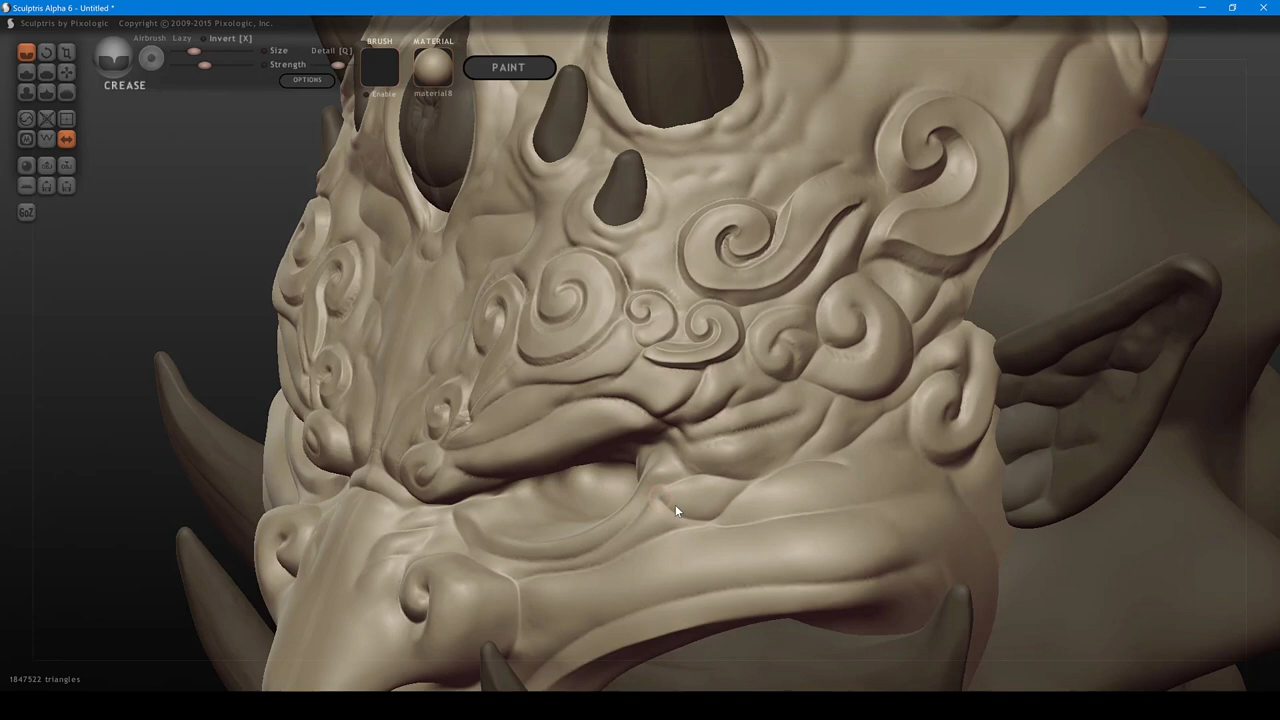 Sculptris Alpha 6 - Untitled *
Sculptris by Pixologic Copyright © 2009-2015 Pixologic, Inc.
Airbrush Lazy Invert [X]
Size
Detail [Q]
Strength
OPTIONS
CREASE
BRUSH
Enable
MATERIAL
material8
PAINT
GoZ
1847522 triangles